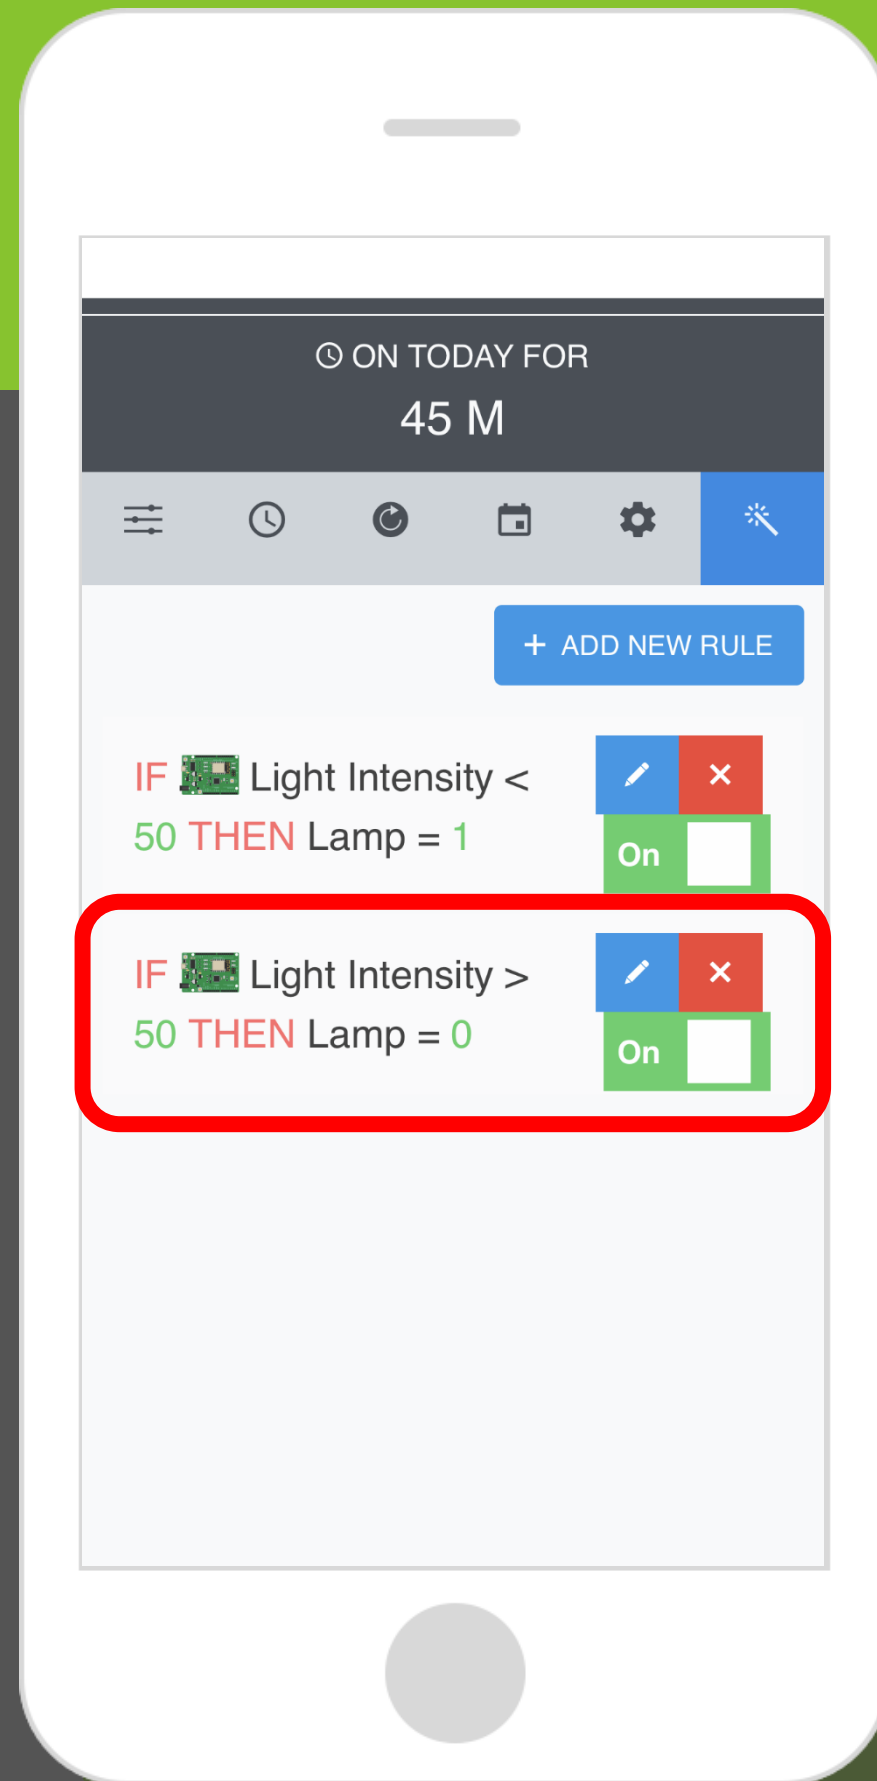 ON TODAY FOR
45 M
+ ADD NEW RULE
IF Light Intensity <
50 THEN Lamp = 1
On
IF Light Intensity >
50 THEN Lamp = 0
On